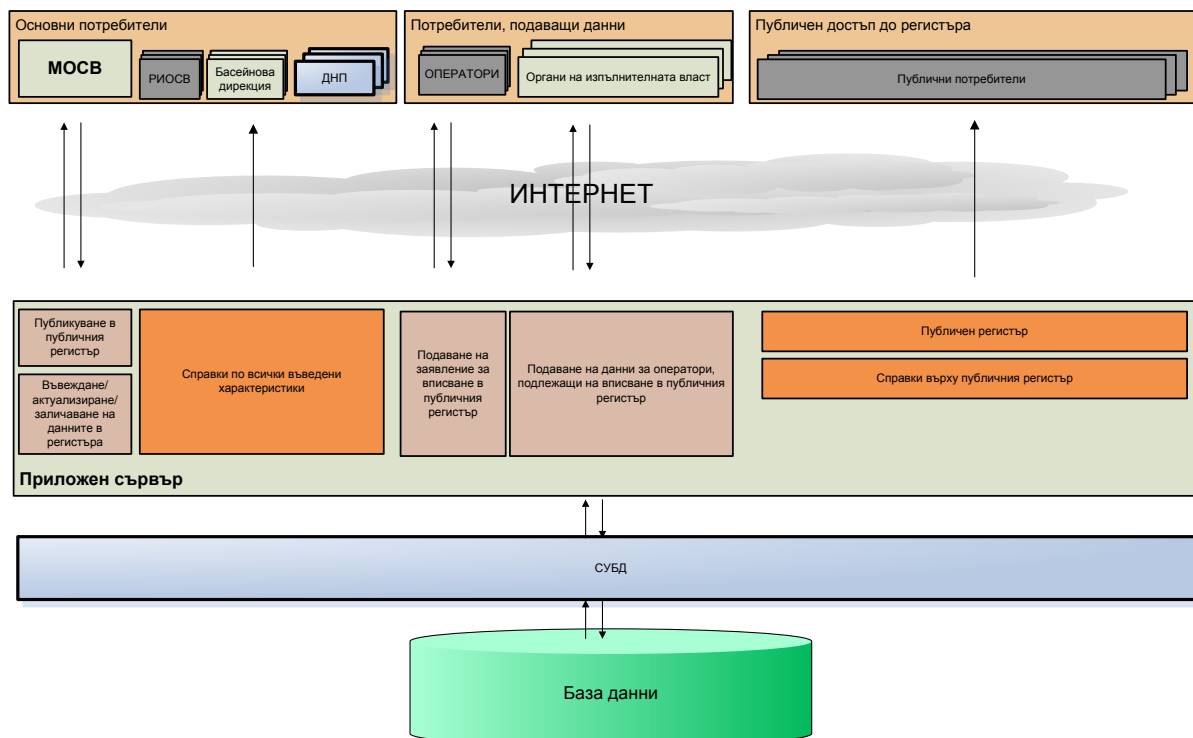 Основни потребители
МОСВ
РИОСВ
Басейнова
дирекция
ДНП
Потребители, подаващи данни
ОПЕРАТОРИ
Органи на изпълнителната власт
Публичен достъп до регистъра
Публични потребители
ИНТЕРНЕТ
Публикуване в
публичния
регистър
Въвеждане/
актуализиране/
заличаване на
данните в
регистъра
Справки по всички въведени
характеристики
Подаване на
заявление за
вписване в
публичния
регистър
Подаване на данни за оператори,
подлежащи на вписване в публичния
регистър
Публичен регистър
Справки върху публичния регистър
Приложен сървър
СУБД
База данни